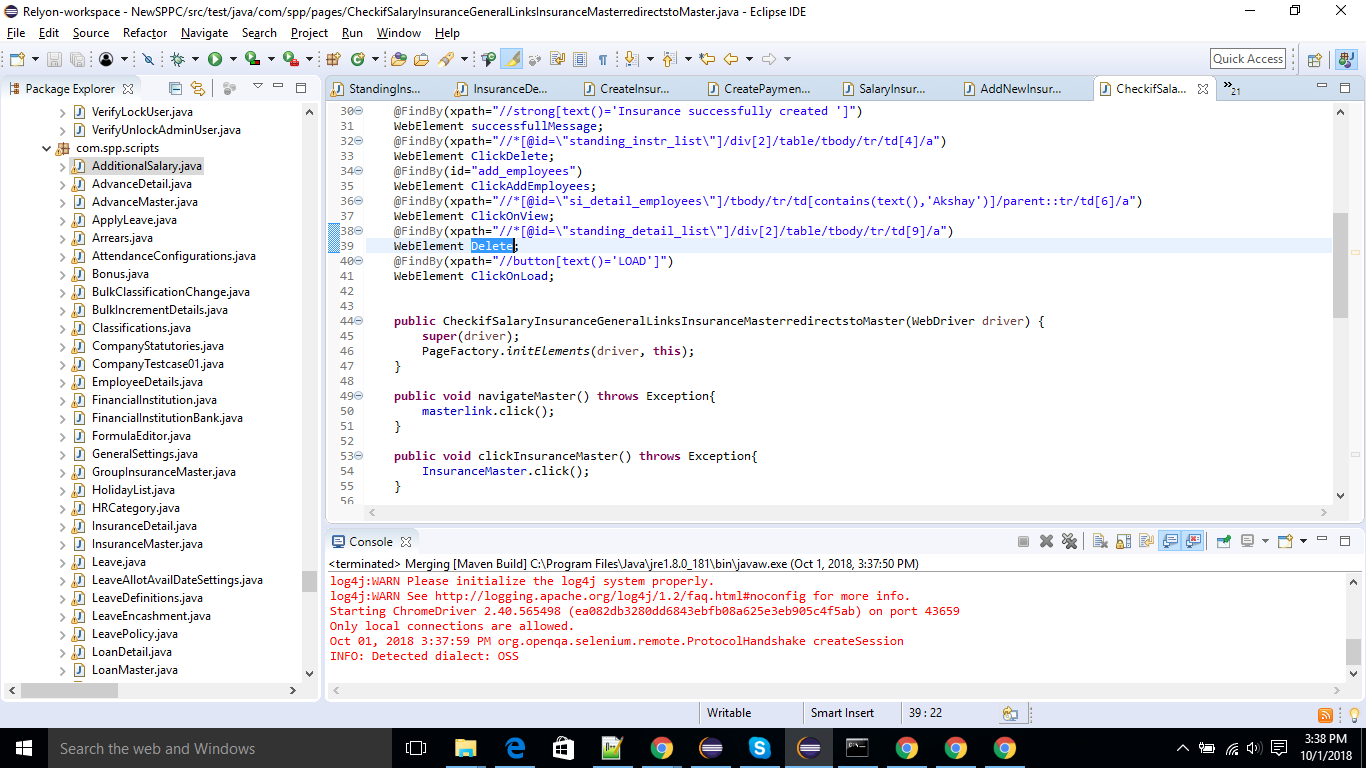 Relyon-workspace - NewSPPC/src/test/java/com/spp/pages/CheckifSalaryInsuranceGeneralLinksInsuranceMasterredirectstoMaster.java - Eclipse IDE
File Edit Source Refactor Navigate Search Project Run Window Help
Quick Access
Package Explorer
VerifyLockUser.java
VerifyUnlockAdminUser.java
com.spp.scripts
AdditionalSalary.java
AdvanceDetail.java
AdvanceMaster.java
ApplyLeave.java
Arrears.java
AttendanceConfigurations.java
Bonus.java
BulkClassificationChange.java
BulkIncrementDetails.java
Classifications.java
CompanyStatutories.java
CompanyTestcase01.java
EmployeeDetails.java
FinancialInstitution.java
FinancialInstitutionBank.java
FormulaEditor.java
GeneralSettings.java
GroupInsuranceMaster.java
HolidayList.java
HRCategory.java
InsuranceDetail.java
InsuranceMaster.java
Leave.java
LeaveAllotAvailDateSettings.java
LeaveDefinitions.java
LeaveEncashment.java
LeavePolicy.java
LoanDetail.java
LoanMaster.java
StandingIns... InsuranceDe... CreateInsur... CreatePaymen... SalaryInsur... AddNewInsur... CheckifSala... 21
30 @FindBy(xpath="//strong[text()='Insurance successfully created ']")
31 WebElement successfullMessage;
32 @FindBy(xpath="//*[@id=\"standing_instr_list\"]/div[2]/table/tbody/tr/td[4]/a")
33 WebElement ClickDelete;
34 @FindBy(id="add_employees")
35 WebElement ClickAddEmployees;
36 @FindBy(xpath="//*[@id=\"si_detail_employees\"]/tbody/tr/td[contains(text(),'Akshay')]/parent::tr/td[6]/a")
37 WebElement ClickOnView;
38 @FindBy(xpath="//*[@id=\"standing_detail_list\"]/div[2]/table/tbody/tr/td[9]/a")
39 WebElement Delete;
40 @FindBy(xpath="//button[text()='LOAD']")
41 WebElement ClickOnLoad;
42
43
44 public CheckifSalaryInsuranceGeneralLinksInsuranceMasterredirectstoMaster(WebDriver driver) {
45 super(driver);
46 PageFactory.initElements(driver, this);
47 }
48
49 public void navigateMaster() throws Exception{
50 masterlink.click();
51 }
52
53 public void clickInsuranceMaster() throws Exception{
54 InsuranceMaster.click();
55 }
56
Console
<terminated> Merging [Maven Build] C:\Program Files\Java\jre1.8.0_181\bin\javaw.exe (Oct 1, 2018, 3:37:50 PM)
log4j:WARN Please initialize the log4j system properly.
log4j:WARN See http://logging.apache.org/log4j/1.2/faq.html#noconfig for more info.
Starting ChromeDriver 2.40.565498 (ea082db3280dd6843ebfb08a625e3eb905c4f5ab) on port 43659
Only local connections are allowed.
Oct 01, 2018 3:37:59 PM org.openqa.selenium.remote.ProtocolHandshake createSession
INFO: Detected dialect: OSS
Writable Smart Insert 39 : 22
Search the web and Windows
3:38 PM
10/1/2018